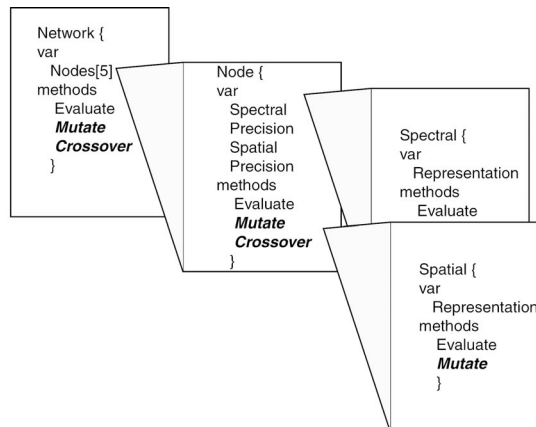 Network {
var
Nodes[5]
methods
Evaluate
Mutate
Crossover
}
Node {
var
Spectral
Precision
Spatial
Precision
methods
Evaluate
Mutate
Crossover
}
Spectral {
var
Representation
methods
Evaluate
Spatial {
var
Representation
methods
Evaluate
Mutate
}